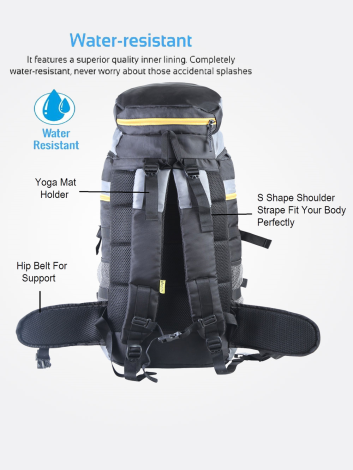 Water-resistant
It features a superior quality inner lining. Completely
water-resistant, never worry about those accidental splashes
Water
Resistant
Yoga Mat
Holder
S Shape Shoulder
Strape Fit Your Body
Perfectly
Hip Belt For
Support